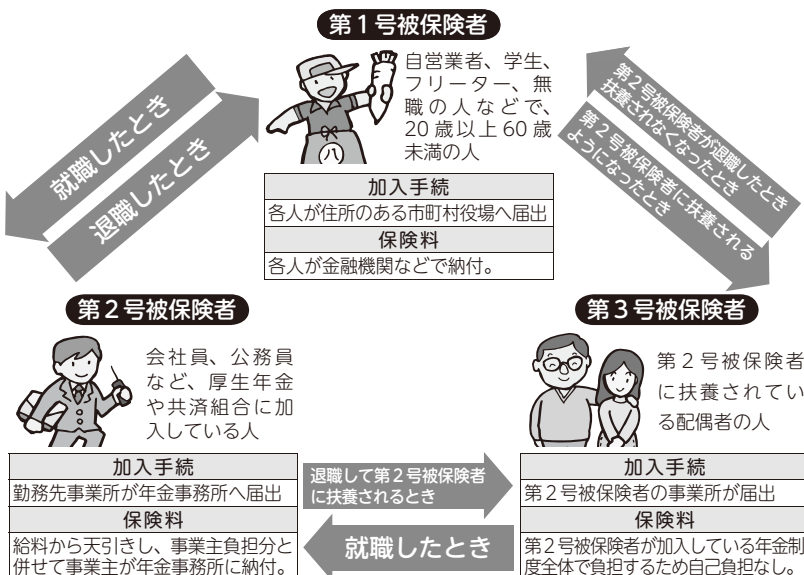 第1号被保険者
自営業者、学生、
フリーター、無
職の人などで、
20歳以上60歳
未満の人
八
加入手続
各人が住所のある市町村役場へ届出
保険料
各人が金融機関などで納付。
就職したとき
退職したとき
第2号被保険者が退職したとき
扶養されなくなったとき
第2号被保険者に扶養される
ようになったとき
第2号被保険者
会社員、公務員
など、厚生年金
や共済組合に加
入している人
加入手続
勤務先事業所が年金事務所へ届出
保険料
給料から天引きし、事業主負担分と
併せて事業主が年金事務所に納付。
退職して第2号被保険者
に扶養されるとき
就職したとき
第3号被保険者
第2号被保険者
に扶養されてい
る配偶者の人
加入手続
第2号被保険者の事業所が届出
保険料
第2号被保険者が加入している年金制
度全体で負担するため自己負担なし。